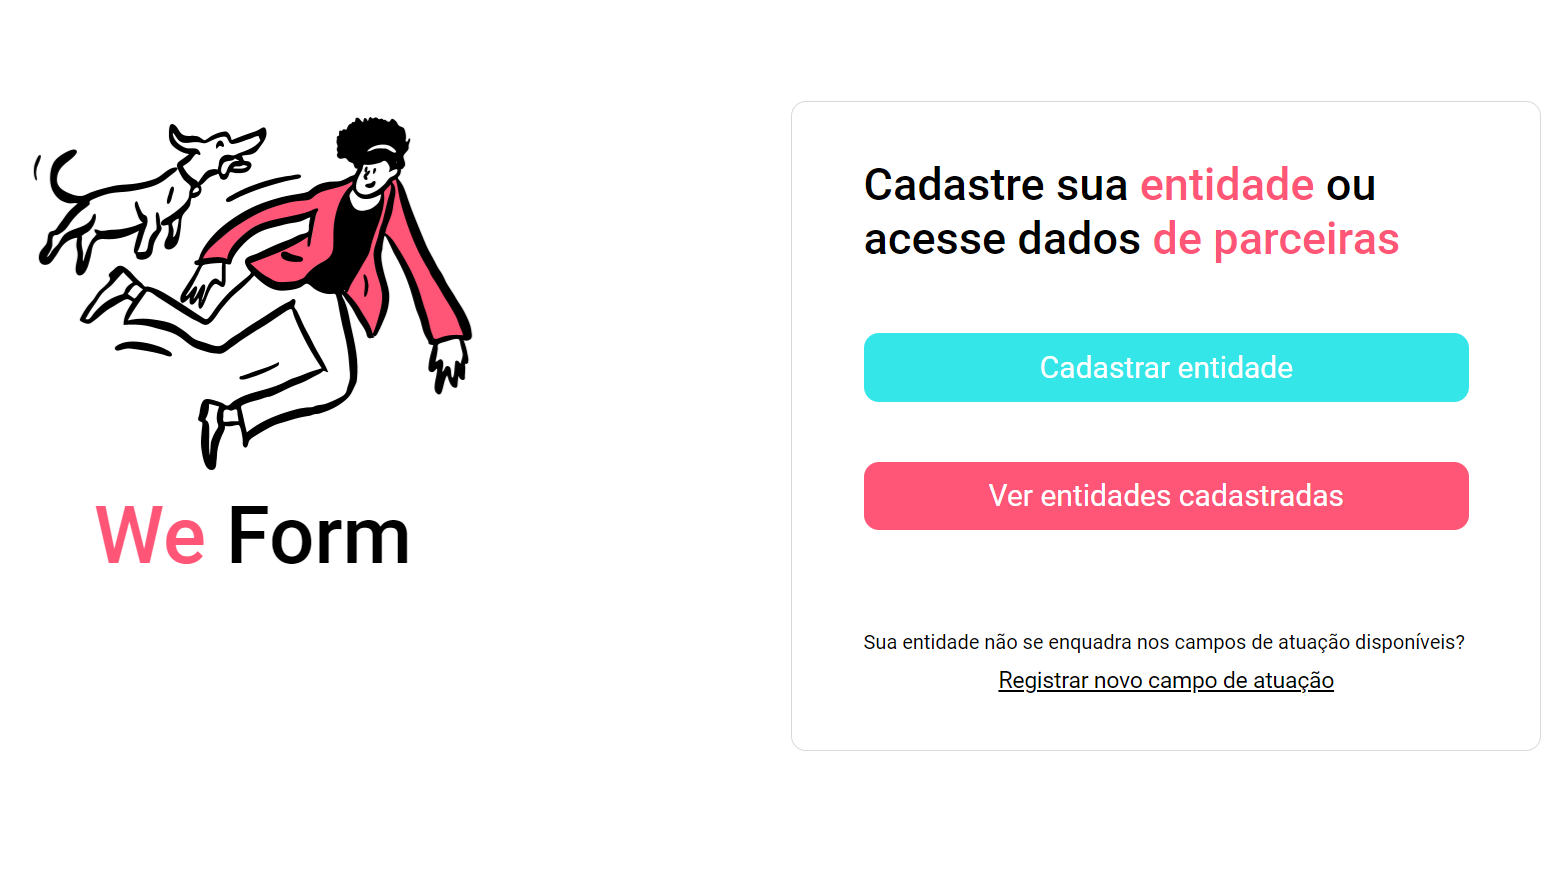 We Form
Cadastre sua entidade ou
acesse dados de parceiras
Cadastrar entidade
Ver entidades cadastradas
Sua entidade não se enquadra nos campos de atuação disponíveis?
Registrar novo campo de atuação